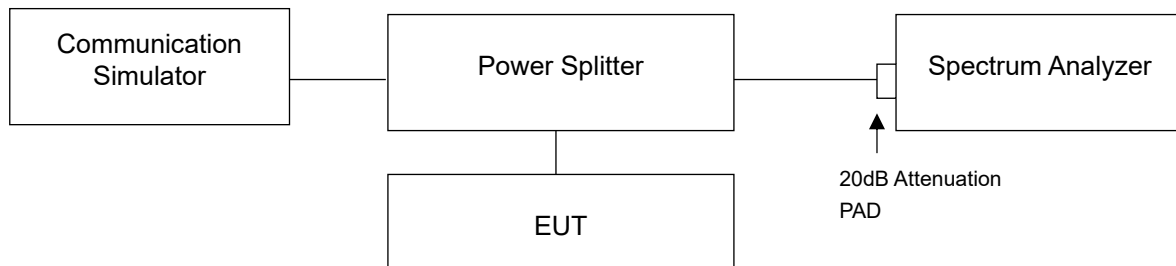 Communication
Simulator
Power Splitter
Spectrum Analyzer
20dB Attenuation
PAD
EUT